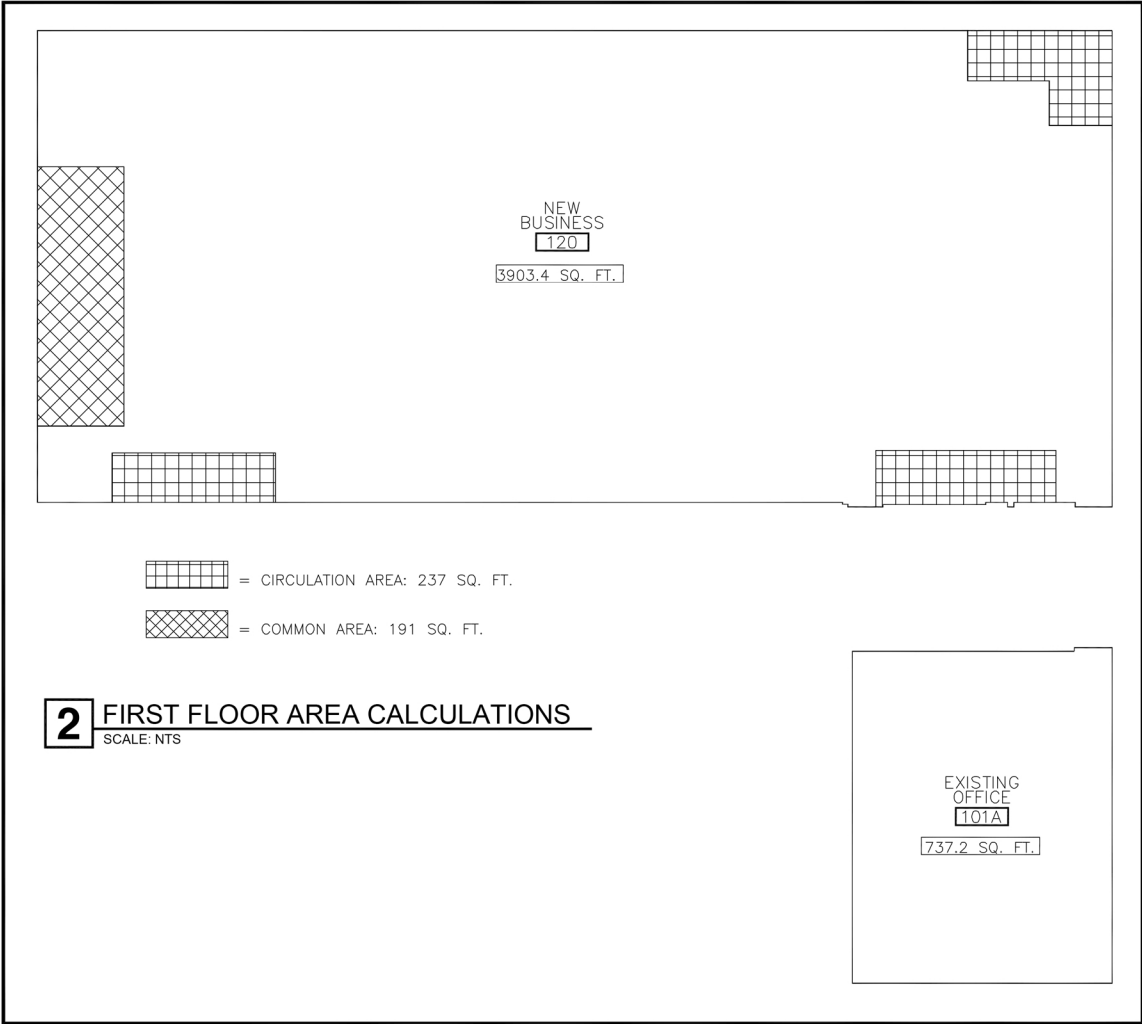 NEW
BUSINESS
120
3903.4 SQ. FT.
= CIRCULATION AREA: 237 SQ. FT.
= COMMON AREA: 191 SQ. FT.
2 FIRST FLOOR AREA CALCULATIONS
SCALE: NTS
EXISTING
OFFICE
101A
737.2 SQ. FT.